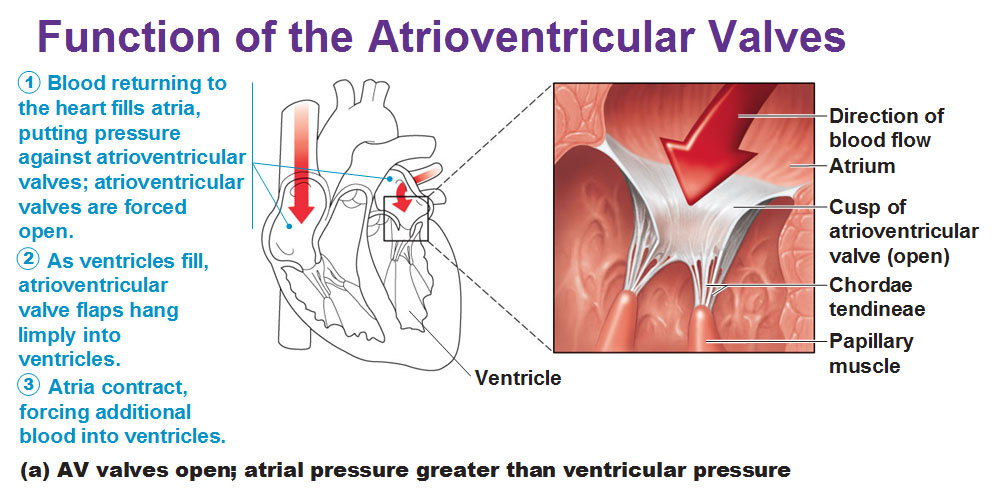 Function of the Atrioventricular Valves
1 Blood returning to
the heart fills atria,
putting pressure
against atrioventricular
valves; atrioventricular
valves are forced
open.
2 As ventricles fill,
atrioventricular
valve flaps hang
limply into
ventricles.
3 Atria contract,
forcing additional
blood into ventricles.
Direction of
blood flow
Atrium
Cusp of
atrioventricular
valve (open)
Chordae
tendineae
Papillary
muscle
Ventricle
(a) AV valves open; atrial pressure greater than ventricular pressure